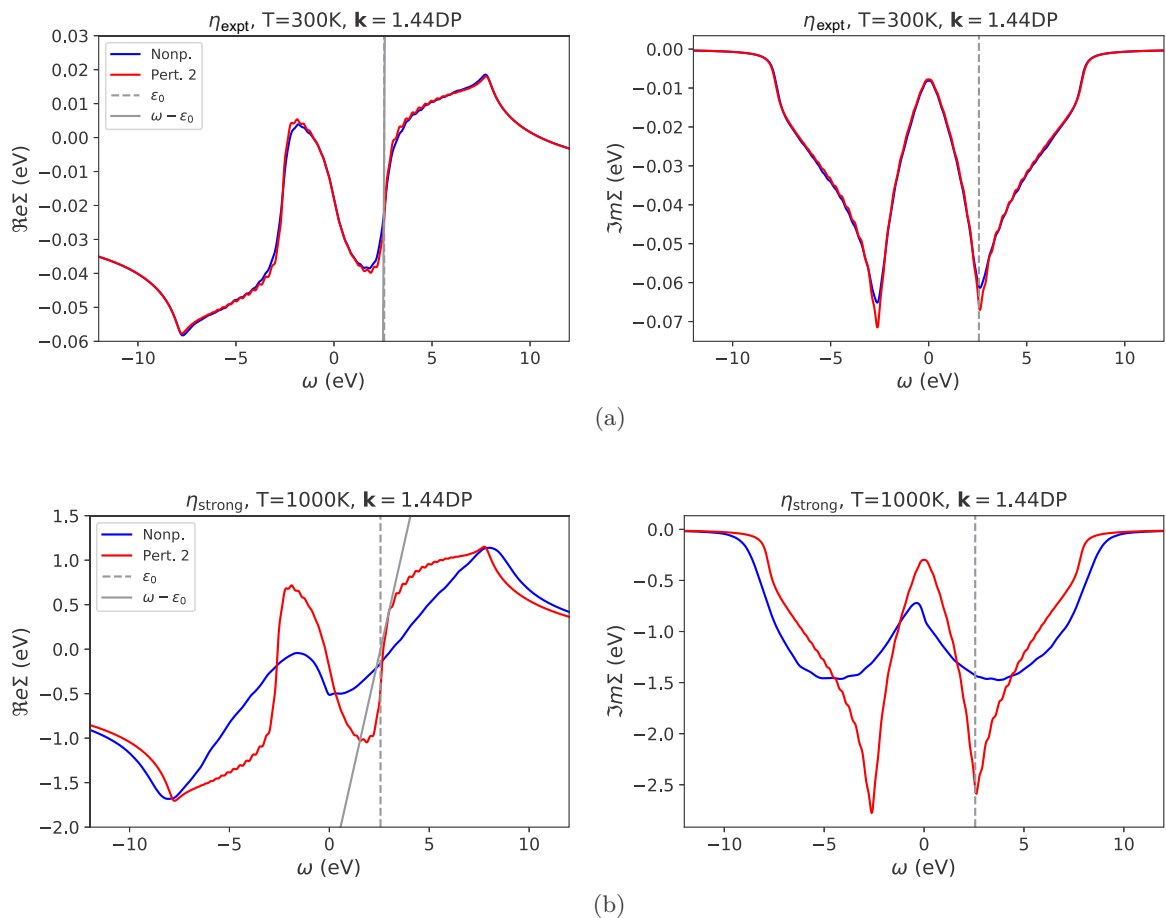 η_expt, T=300K, k = 1.44DP
ℜeΣ (eV)
0.03
0.02
0.01
0.00
−0.01
−0.02
−0.03
−0.04
−0.05
−0.06
Nonp.
Pert. 2
ε₀
ω − ε₀
−10
−5
0
5
10
ω (eV)
η_expt, T=300K, k = 1.44DP
ℑmΣ (eV)
0.00
−0.01
−0.02
−0.03
−0.04
−0.05
−0.06
−0.07
−10
−5
0
5
10
ω (eV)
(a)
η_strong, T=1000K, k = 1.44DP
ℜeΣ (eV)
1.5
1.0
0.5
0.0
−0.5
−1.0
−1.5
−2.0
Nonp.
Pert. 2
ε₀
ω − ε₀
−10
−5
0
5
10
ω (eV)
η_strong, T=1000K, k = 1.44DP
ℑmΣ (eV)
0.0
−0.5
−1.0
−1.5
−2.0
−2.5
−10
−5
0
5
10
ω (eV)
(b)